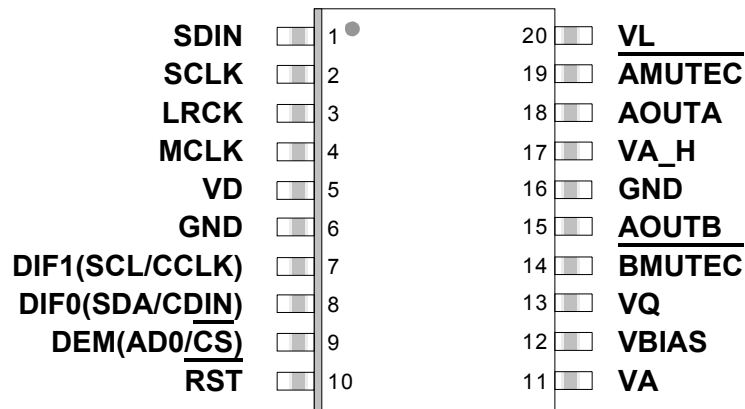 SDIN 1 20 VL
SCLK 2 19 AMUTEC
LRCK 3 18 AOUTA
MCLK 4 17 VA_H
VD 5 16 GND
GND 6 15 AOUTB
DIF1(SCL/CCLK) 7 14 BMUTEC
DIF0(SDA/CDIN) 8 13 VQ
DEM(AD0/CS) 9 12 VBIAS
RST 10 11 VA